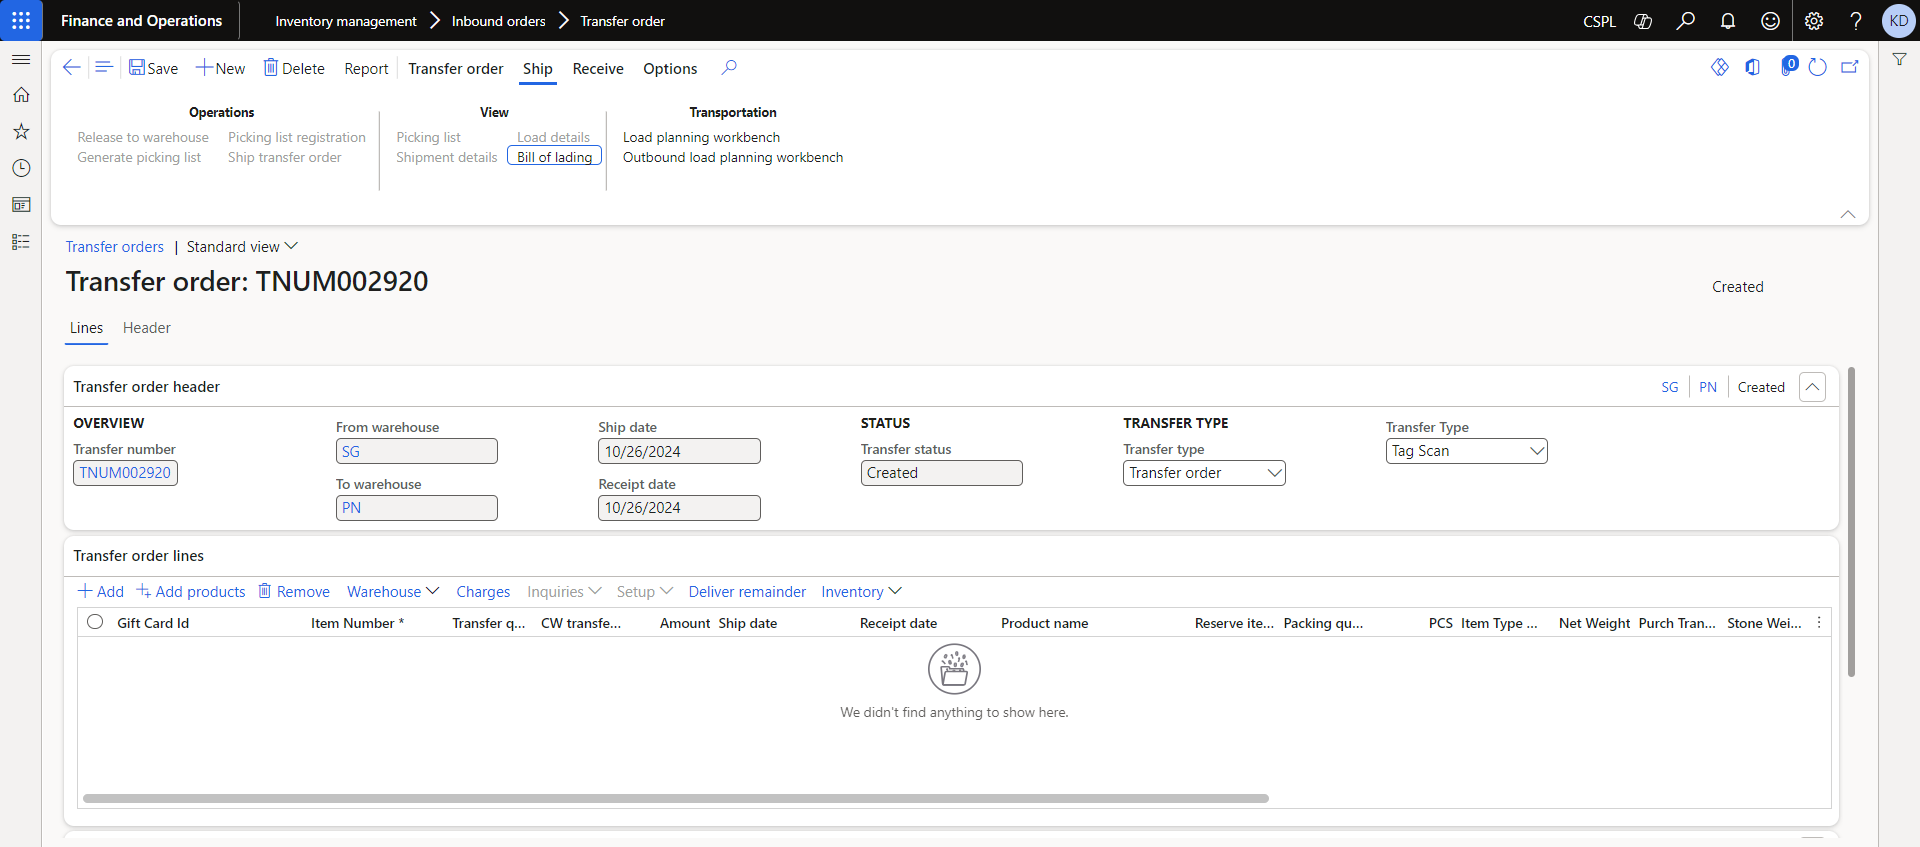 Finance and Operations
Inventory management Inbound orders Transfer order
CSPL
KD
Save New Delete Report Transfer order Ship Receive Options
0
Operations View Transportation
Release to warehouse Picking list registration Picking list Load details Load planning workbench
Generate picking list Ship transfer order Shipment details Bill of lading Outbound load planning workbench
Transfer orders | Standard view
Transfer order: TNUM002920
Created
Lines Header
Transfer order header
SG PN Created
OVERVIEW
Transfer number
TNUM002920
From warehouse
SG
To warehouse
PN
Ship date
10/26/2024
Receipt date
10/26/2024
STATUS
Transfer status
Created
TRANSFER TYPE
Transfer type
Transfer order
Transfer Type
Tag Scan
Transfer order lines
Add Add products Remove Warehouse Charges Inquiries Setup Deliver remainder Inventory
Gift Card Id Item Number * Transfer q... CW transfe... Amount Ship date Receipt date Product name Reserve ite... Packing qu... PCS Item Type ... Net Weight Purch Tran... Stone Wei...
We didn't find anything to show here.